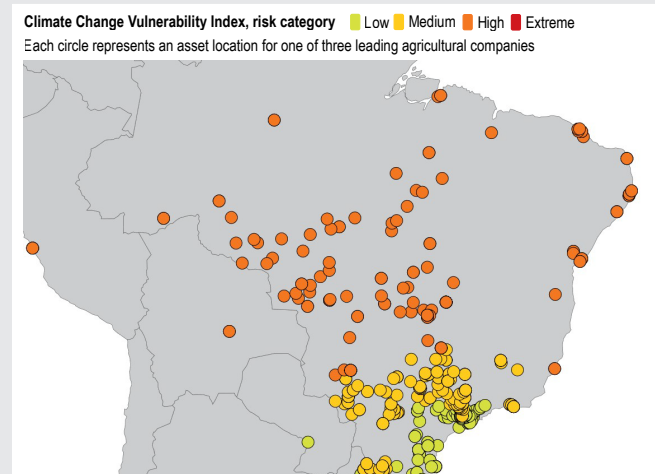 Climate Change Vulnerability Index, risk category Low Medium High Extreme
Each circle represents an asset location for one of three leading agricultural companies